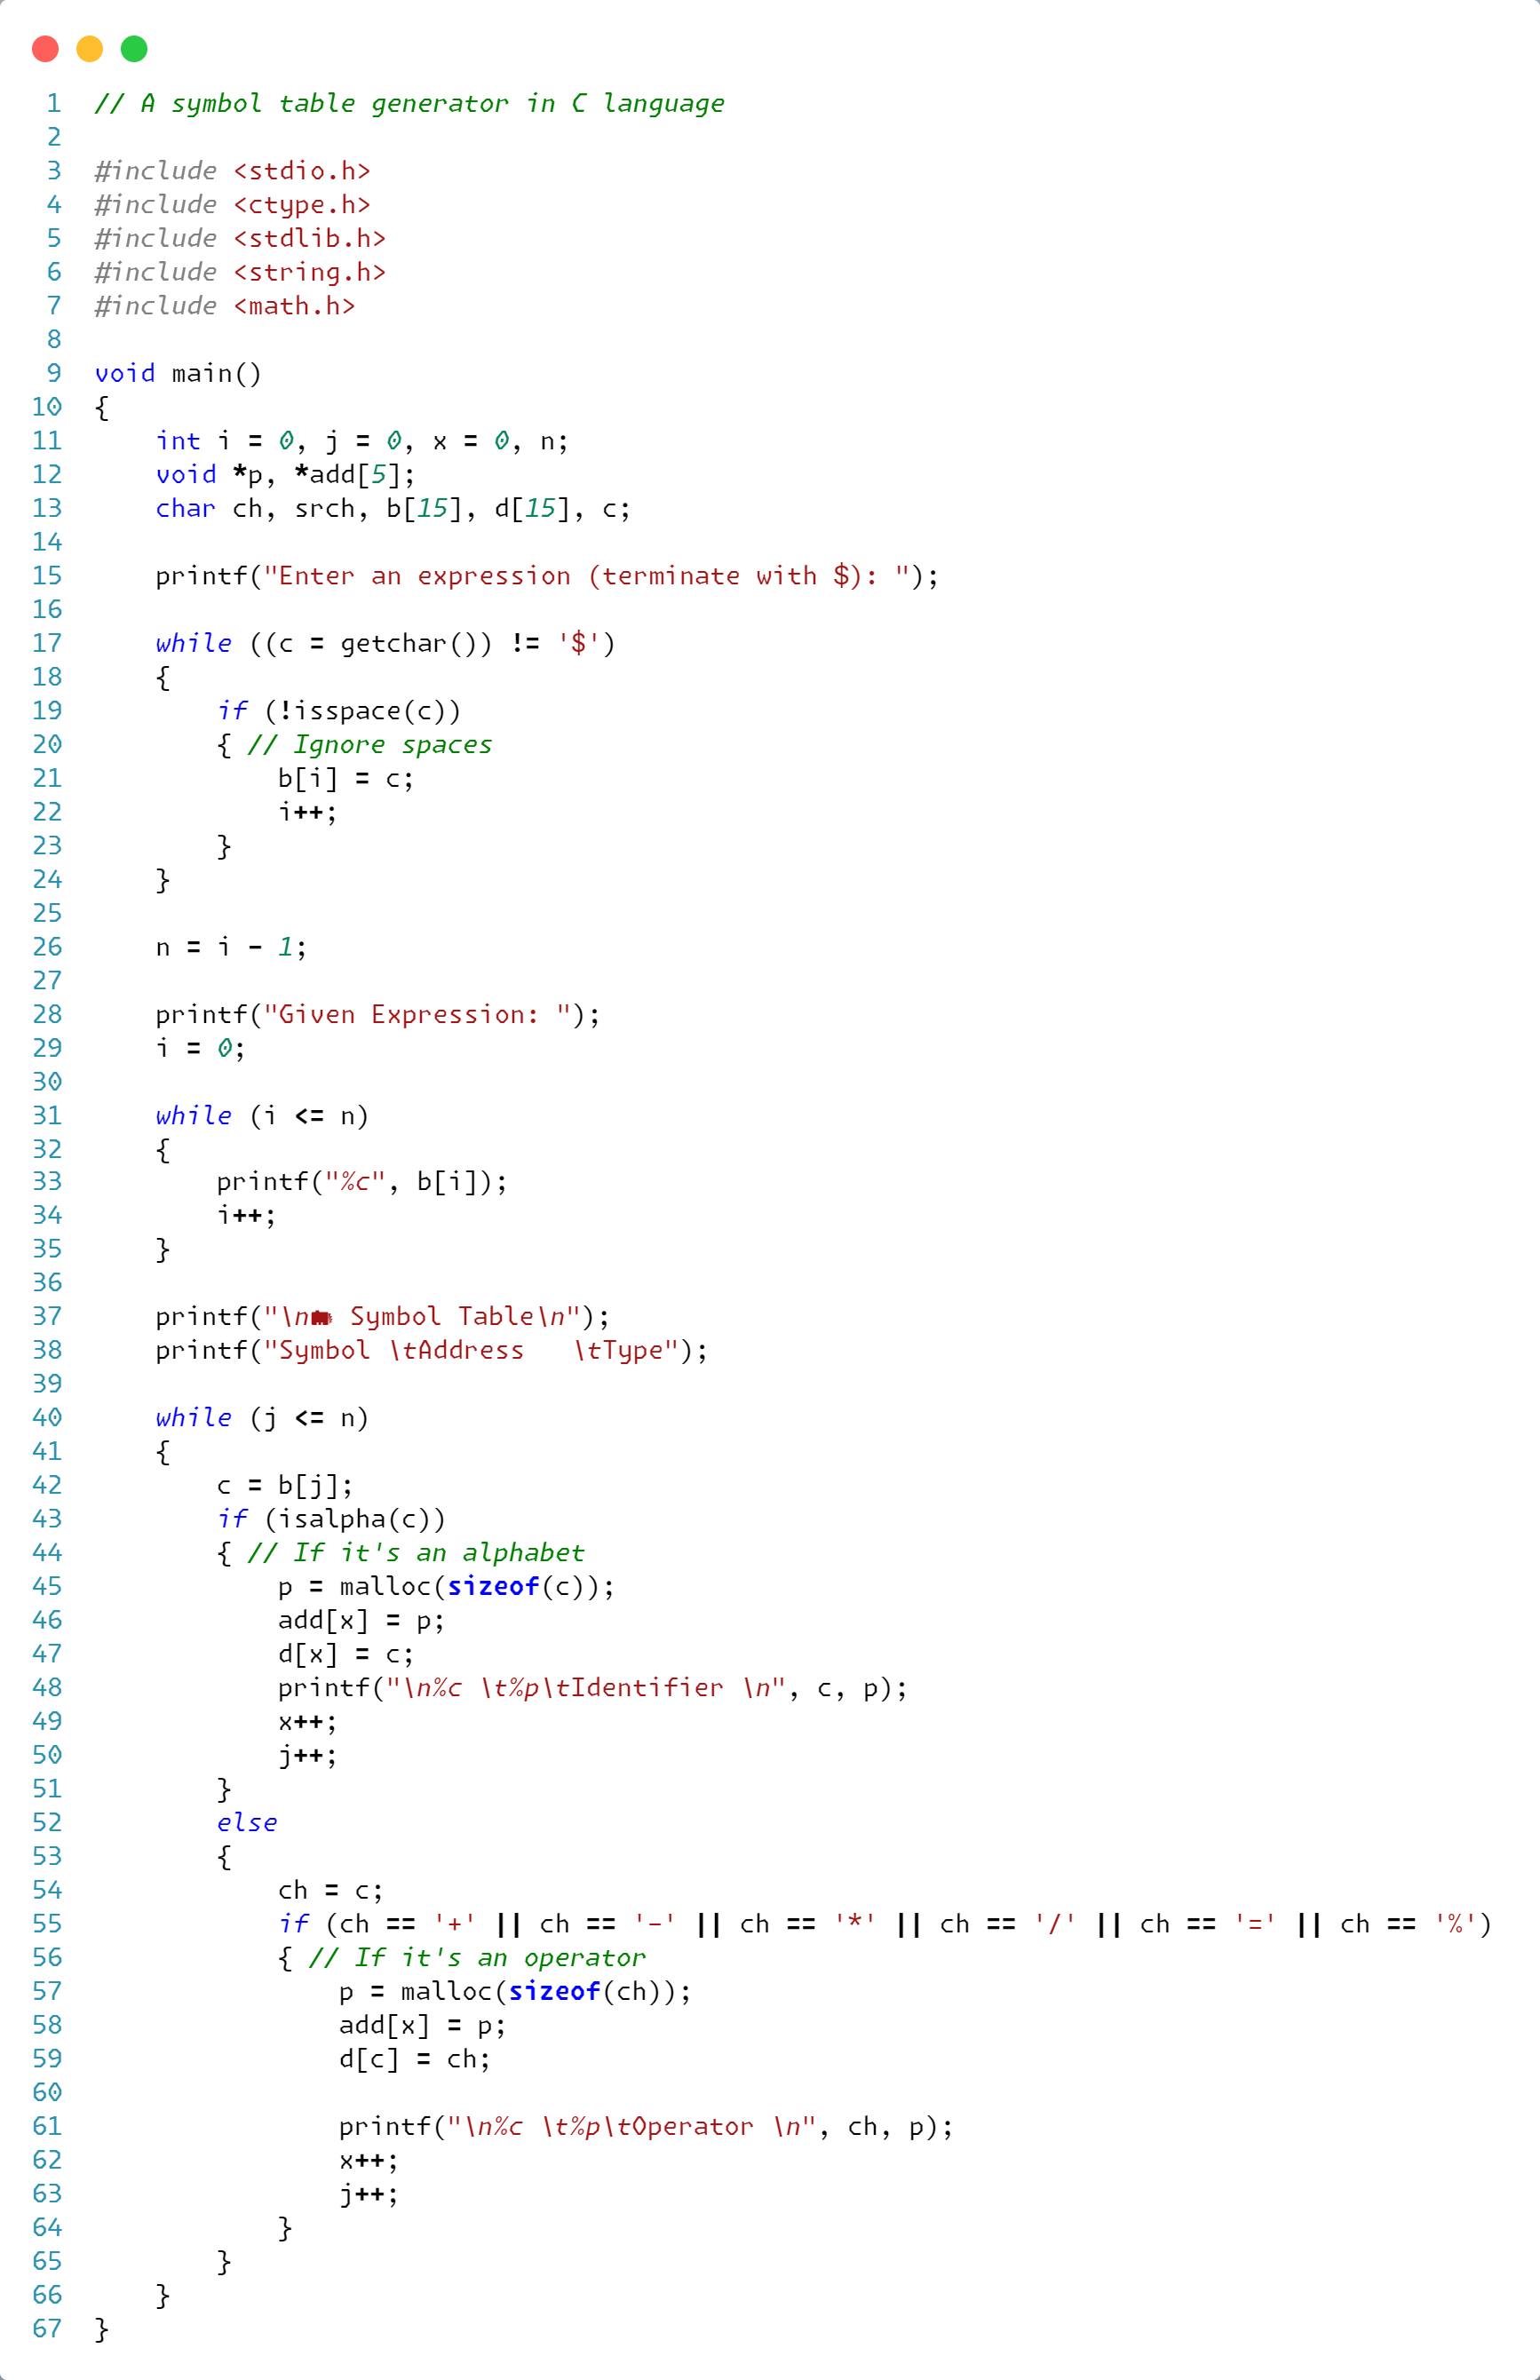 1 // A symbol table generator in C language
2
3 #include <stdio.h>
4 #include <ctype.h>
5 #include <stdlib.h>
6 #include <string.h>
7 #include <math.h>
8
9 void main()
10 {
11     int i = 0, j = 0, x = 0, n;
12     void *p, *add[5];
13     char ch, srch, b[15], d[15], c;
14
15     printf("Enter an expression (terminate with $): ");
16
17     while ((c = getchar()) != '$')
18     {
19         if (!isspace(c))
20         { // Ignore spaces
21             b[i] = c;
22             i++;
23         }
24     }
25
26     n = i - 1;
27
28     printf("Given Expression: ");
29     i = 0;
30
31     while (i <= n)
32     {
33         printf("%c", b[i]);
34         i++;
35     }
36
37     printf("\n Symbol Table\n");
38     printf("Symbol \tAddress   \tType");
39
40     while (j <= n)
41     {
42         c = b[j];
43         if (isalpha(c))
44         { // If it's an alphabet
45             p = malloc(sizeof(c));
46             add[x] = p;
47             d[x] = c;
48             printf("\n%c \t%p\tIdentifier \n", c, p);
49             x++;
50             j++;
51         }
52         else
53         {
54             ch = c;
55             if (ch == '+' || ch == '-' || ch == '*' || ch == '/' || ch == '=' || ch == '%')
56             { // If it's an operator
57                 p = malloc(sizeof(ch));
58                 add[x] = p;
59                 d[c] = ch;
60
61                 printf("\n%c \t%p\tOperator \n", ch, p);
62                 x++;
63                 j++;
64             }
65         }
66     }
67 }